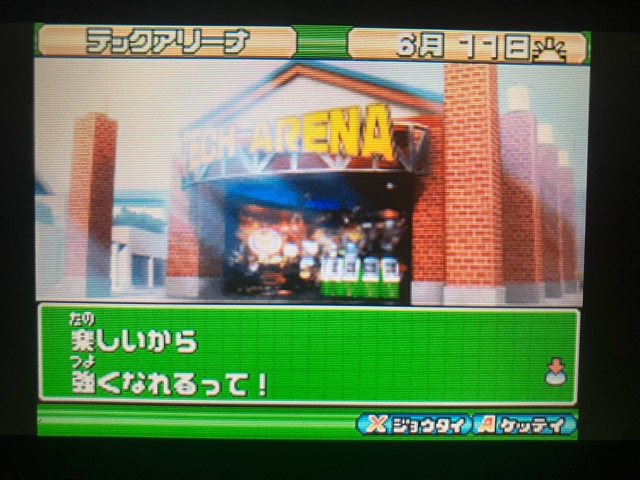 テックアリーナ
6月 11日
ECH ARENA
たの
楽しいから
つよ
強くなれるって！
X ジョウタイ A ケッテイ